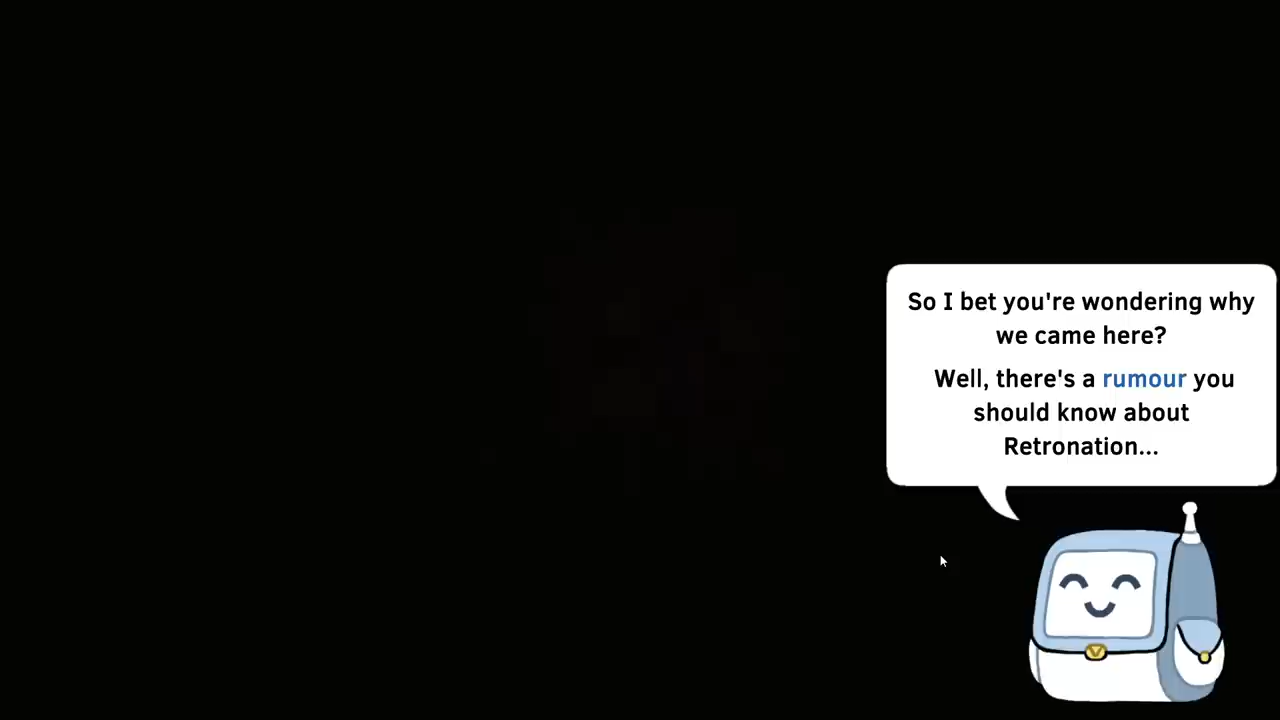 So I bet you're wondering why
we came here?
Well, there's a rumour you
should know about
Retronation...
V